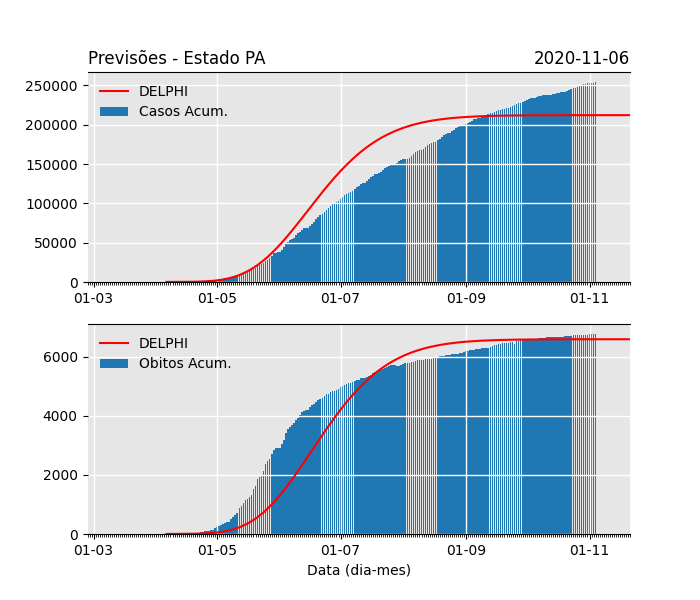 Previsões - Estado PA 2020-11-06
250000
200000
150000
100000
50000
0
DELPHI
Casos Acum.
01-03 01-05 01-07 01-09 01-11
6000
4000
2000
0
DELPHI
Obitos Acum.
01-03 01-05 01-07 01-09 01-11
Data (dia-mes)